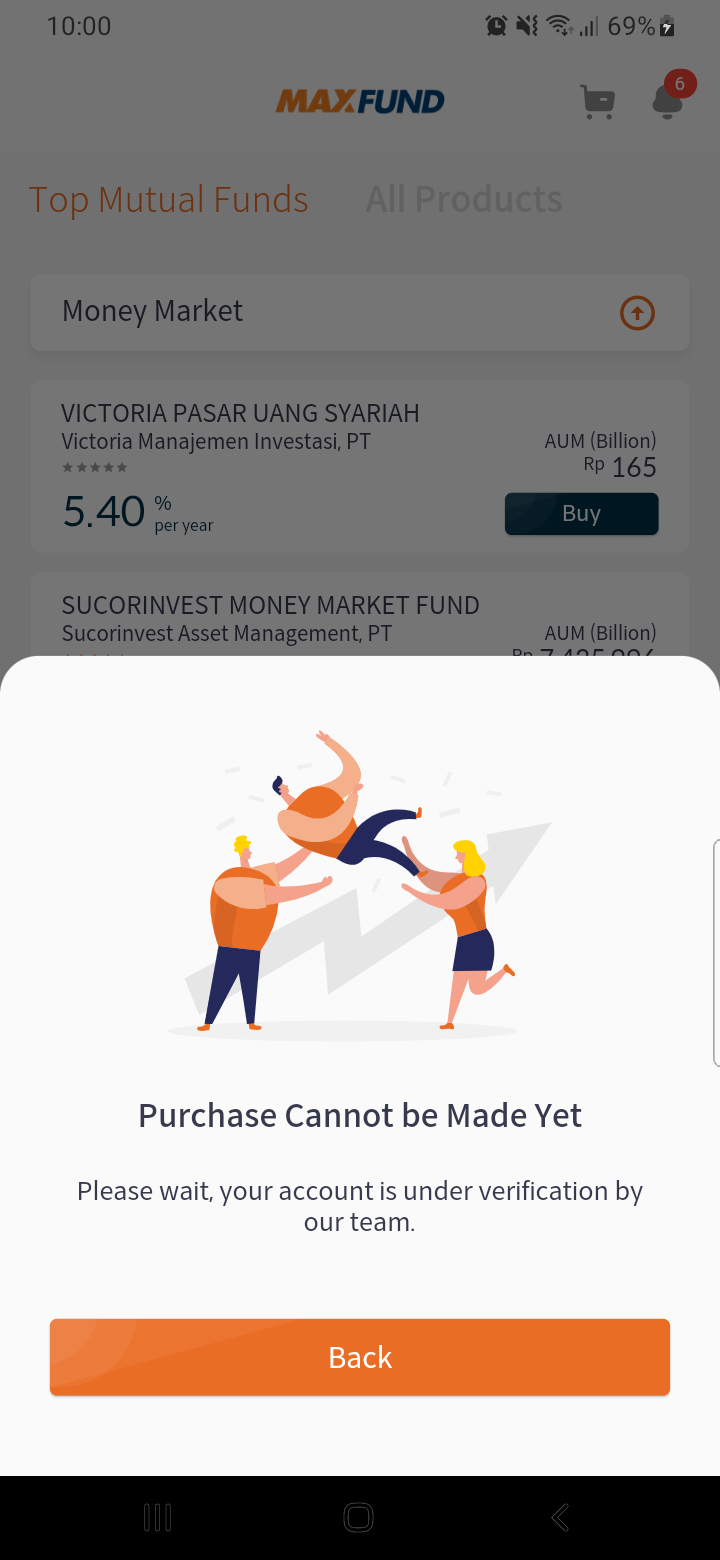 10:00 69%
MAXFUND
6
Top Mutual Funds All Products
Money Market
VICTORIA PASAR UANG SYARIAH
Victoria Manajemen Investasi, PT
AUM (Billion)
Rp 165
5.40 % per year
Buy
SUCORINVEST MONEY MARKET FUND
Sucorinvest Asset Management, PT
AUM (Billion)
Rp
Purchase Cannot be Made Yet
Please wait, your account is under verification by
our team.
Back